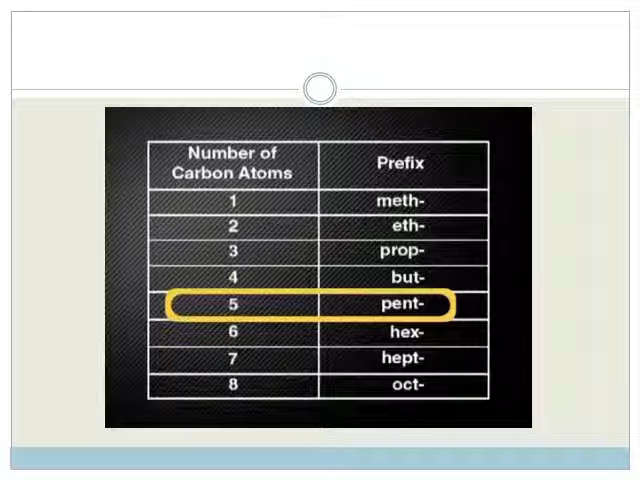 Number of
Carbon Atoms
Prefix
1 meth-
2 eth-
3 prop-
4 but-
5 pent-
6 hex-
7 hept-
8 oct-